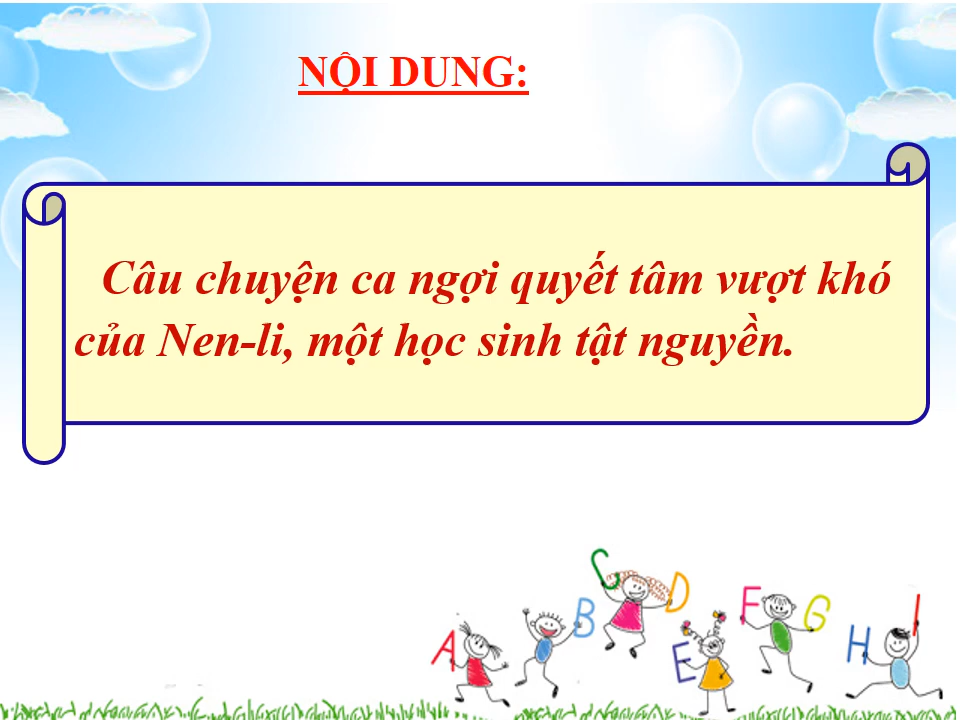 NỘI DUNG:
Câu chuyện ca ngợi quyết tâm vượt khó
của Nen-li, một học sinh tật nguyền.
A B C D E F G H I